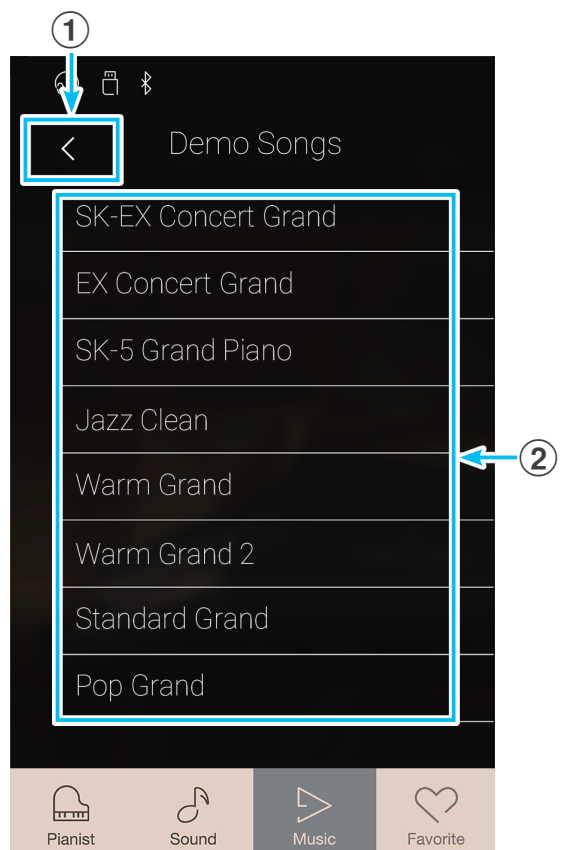 1
Demo Songs
SK-EX Concert Grand
EX Concert Grand
SK-5 Grand Piano
Jazz Clean
2
Warm Grand
Warm Grand 2
Standard Grand
Pop Grand
Pianist Sound Music Favorite